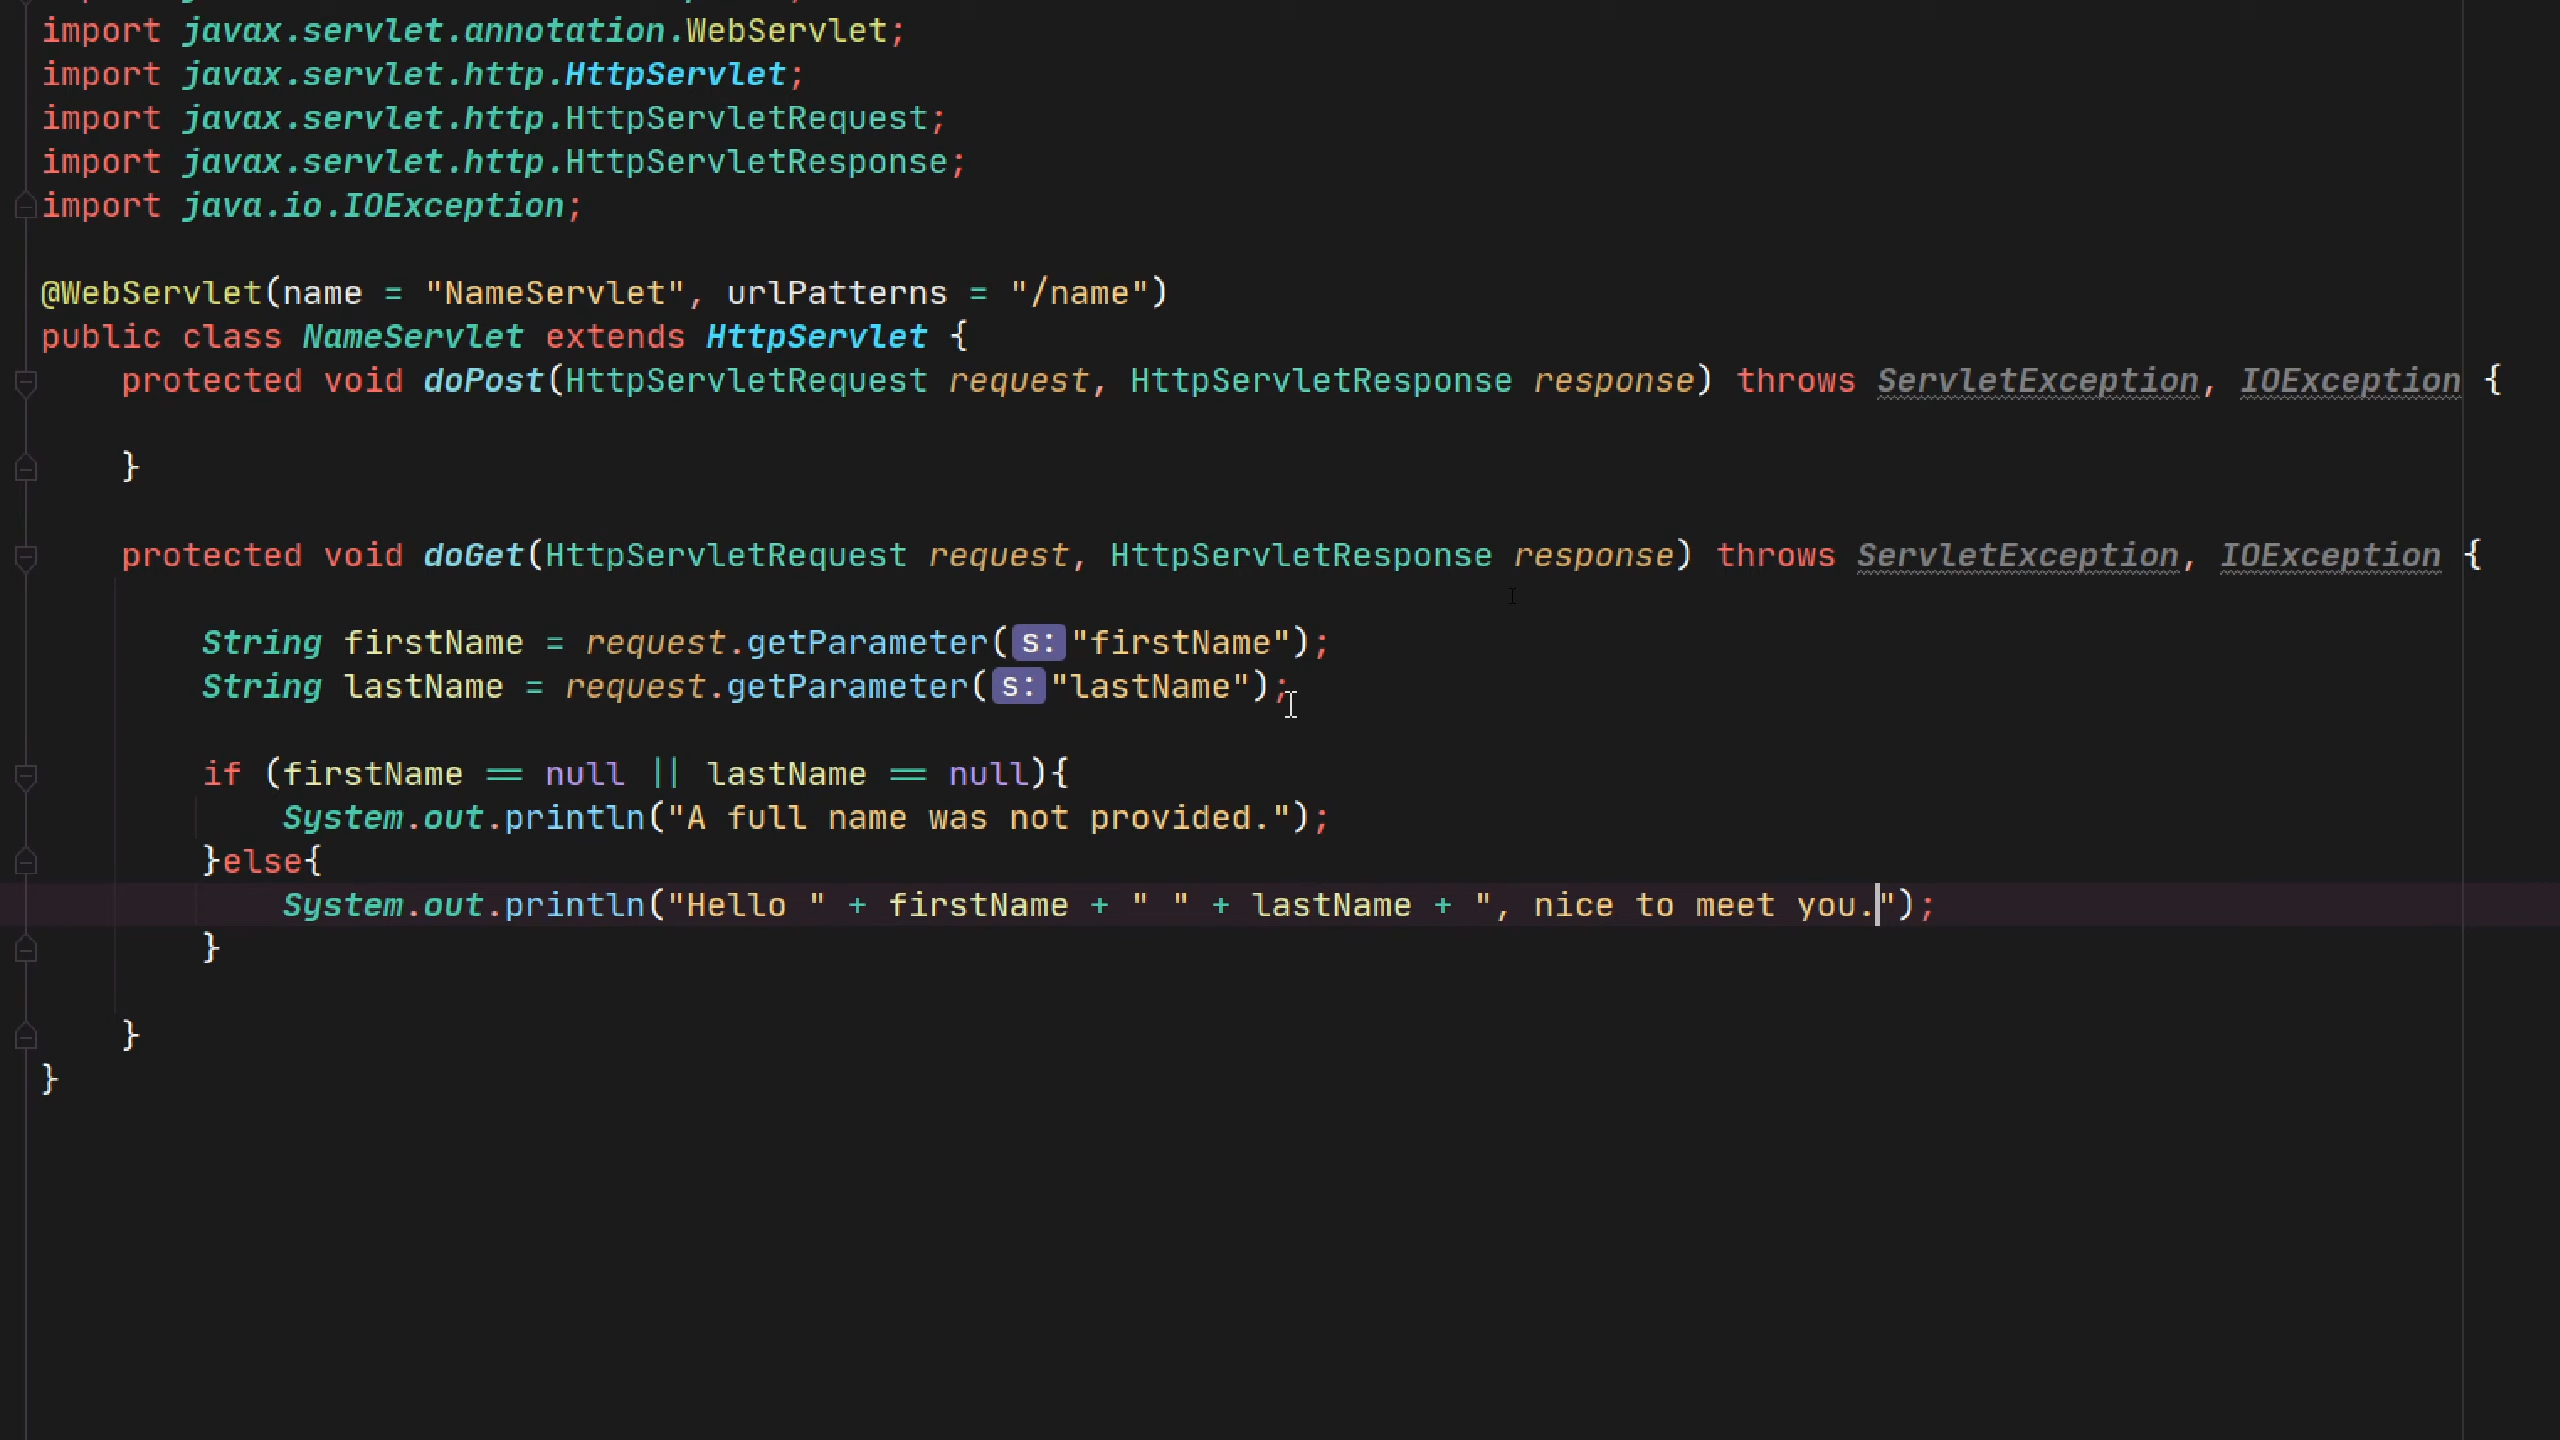 import javax.servlet.annotation.WebServlet;
import javax.servlet.http.HttpServlet;
import javax.servlet.http.HttpServletRequest;
import javax.servlet.http.HttpServletResponse;
import java.io.IOException;
@WebServlet(name = "NameServlet", urlPatterns = "/name")
public class NameServlet extends HttpServlet {
protected void doPost(HttpServletRequest request, HttpServletResponse response) throws ServletException, IOException {
}
protected void doGet(HttpServletRequest request, HttpServletResponse response) throws ServletException, IOException {
String firstName = request.getParameter(s:"firstName");
String lastName = request.getParameter(s:"lastName");
if (firstName == null || lastName == null){
System.out.println("A full name was not provided.");
}else{
System.out.println("Hello " + firstName + " " + lastName + ", nice to meet you.");
}
}
}